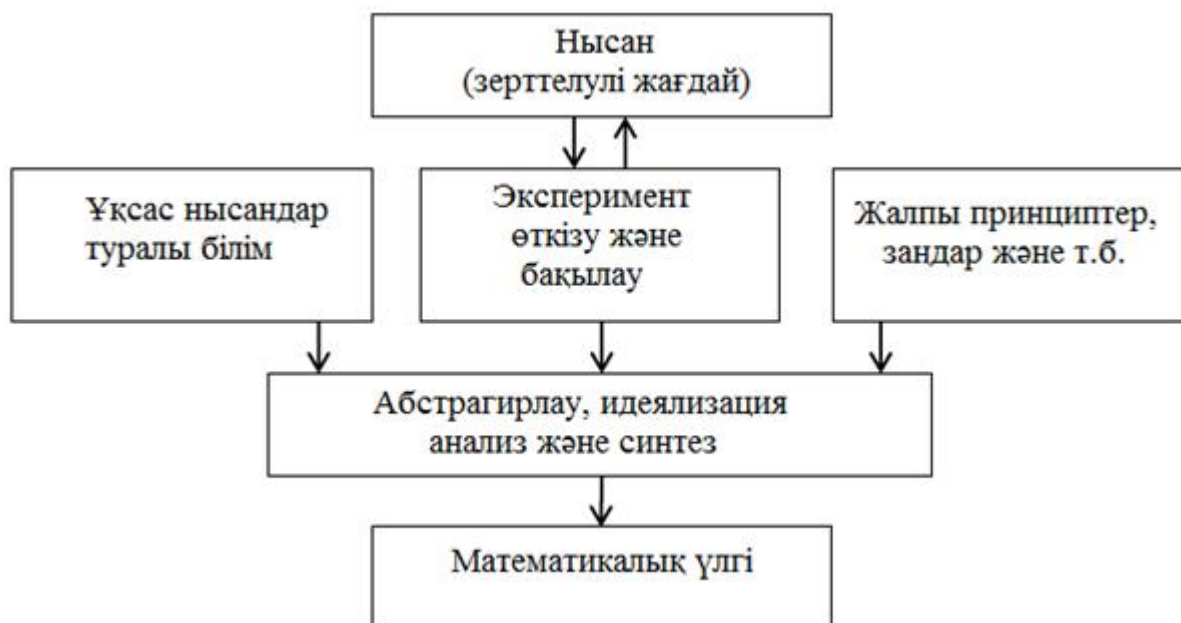 Нысан
(зерттелулі жағдай)
Ұқсас нысандар
туралы білім
Эксперимент
өткізу және
бақылау
Жалпы принциптер,
зандар және т.б.
Абстрагирлау, идеялизация
анализ және синтез
Математикалық үлгі